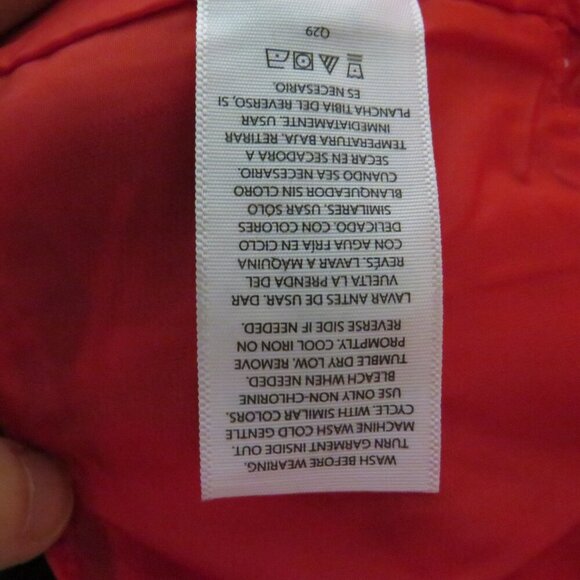 WASH BEFORE WEARING.
TURN GARMENT INSIDE OUT.
MACHINE WASH COLD GENTLE
CYCLE. WITH SIMILAR COLORS.
USE ONLY NON-CHLORINE
BLEACH WHEN NEEDED.
TUMBLE DRY LOW, REMOVE
PROMPTLY. COOL IRON ON
REVERSE SIDE IF NEEDED.
LAVAR ANTES DE USAR. DAR
VUELTA LA PRENDA DEL
REVÉS. LAVAR A MÁQUINA
CON AGUA FRÍA EN CICLO
DELICADO. CON COLORES
SIMILARES. USAR SÓLO
BLANQUEADOR SIN CLORO
CUANDO SEA NECESARIO.
SECAR EN SECADORA A
TEMPERATURA BAJA. RETIRAR
INMEDIATAMENTE. USAR
PLANCHA TIBIA DEL REVERSO, SI
ES NECESARIO.
Q29